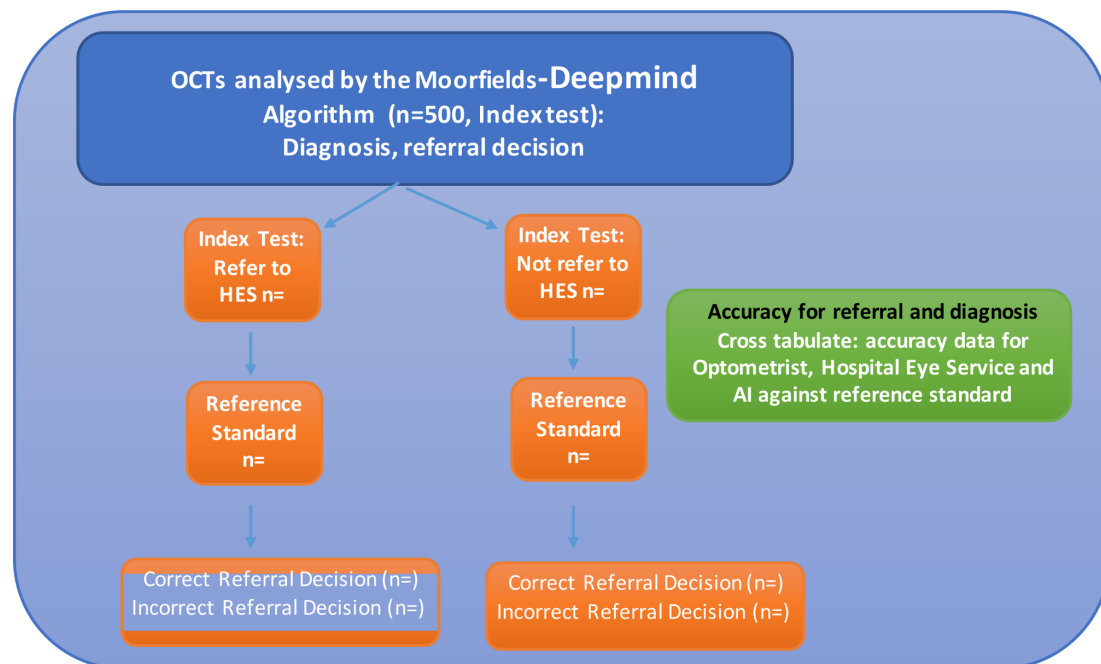 OCTs analysed by the Moorfields-Deepmind
Algorithm (n=500, Index test):
Diagnosis, referral decision
Index Test:
Refer to
HES n=
Index Test:
Not refer to
HES n=
Accuracy for referral and diagnosis
Cross tabulate: accuracy data for
Optometrist, Hospital Eye Service and
AI against reference standard
Reference
Standard
n=
Reference
Standard
n=
Correct Referral Decision (n=)
Incorrect Referral Decision (n=)
Correct Referral Decision (n=)
Incorrect Referral Decision (n=)